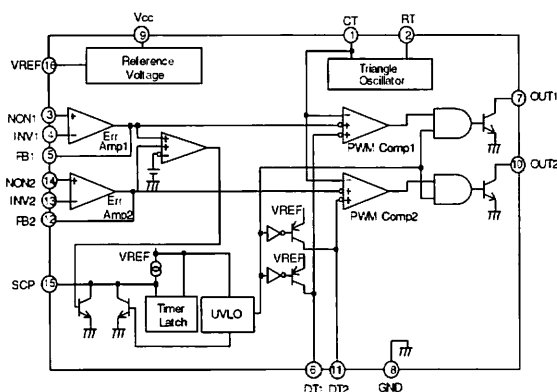 Vcc
9
CT
1
RT
2
VREF
16
Reference
Voltage
Triangle
Oscillator
NON1
3
INV1
4
FB1
5
Err
Amp1
PWM Comp1
7
OUT1
NON2
14
INV2
13
FB2
12
Err
Amp2
PWM Comp2
10
OUT2
VREF
VREF
VREF
SCP
15
Timer
Latch
UVLO
6
DT1
11
DT2
8
GND